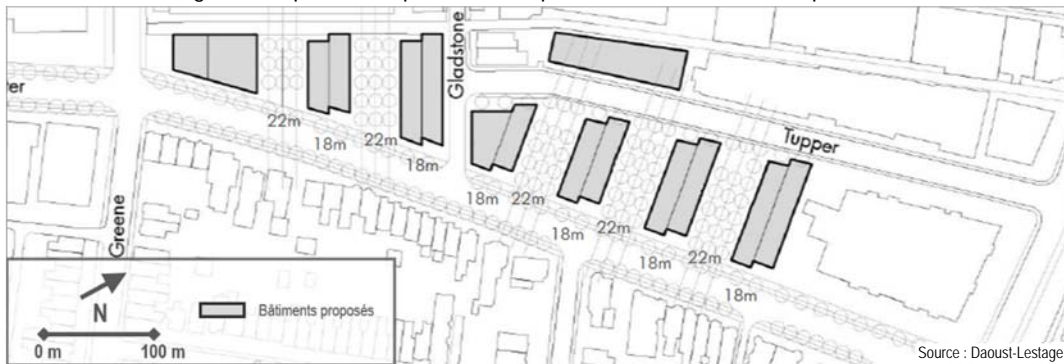 Gladstone
er
22m
18m
22m
18m
Tupper
18m
22m
18m
22m
18m
22m
18m
Greene
N
Bâtiments proposés
0 m 100 m
Source : Daoust-Lestage